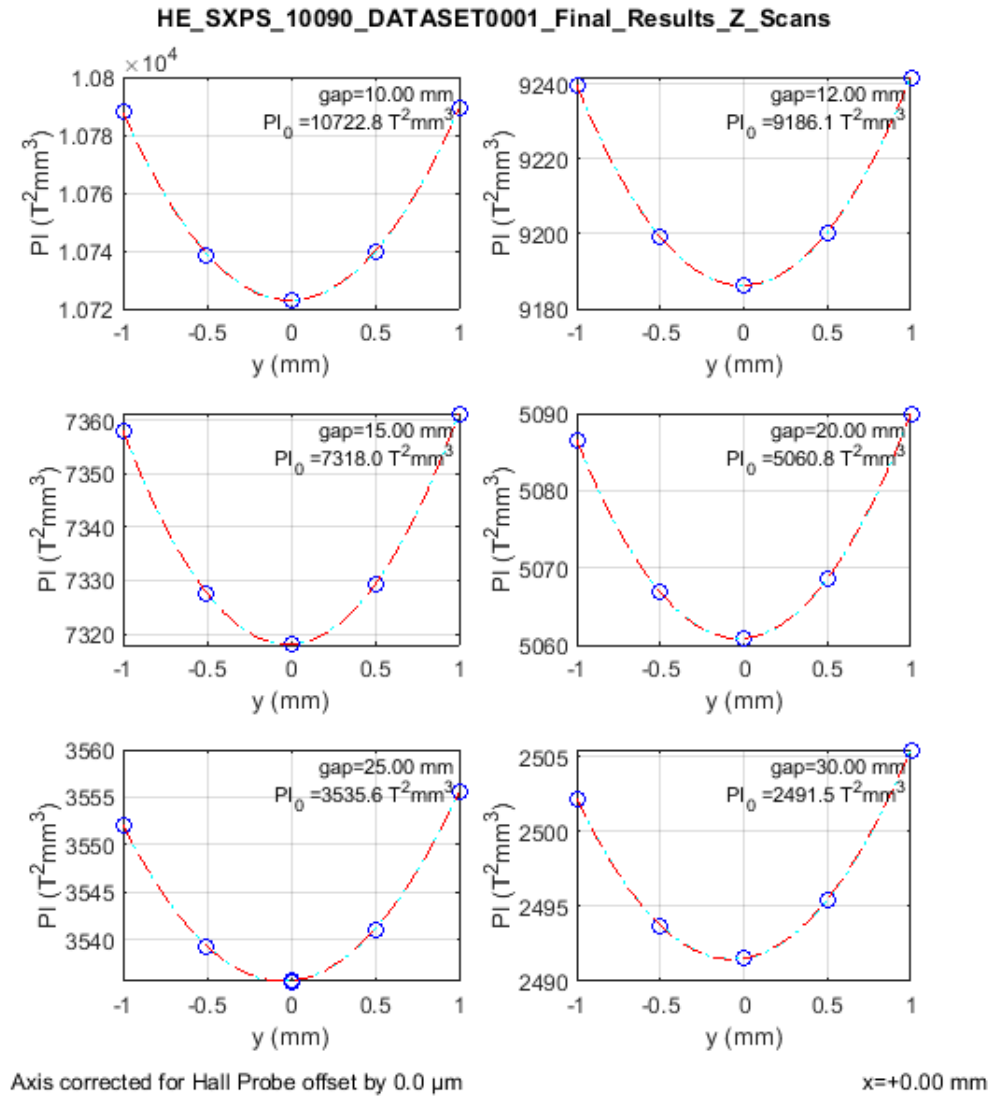 HE_SXPS_10090_DATASET0001_Final_Results_Z_Scans
×10⁴
1.08
1.078
1.076
1.074
1.072
PI (T²mm³)
gap=10.00 mm
PI₀ =10722.8 T²mm³
-1 -0.5 0 0.5 1
y (mm)
9240
9220
9200
9180
PI (T²mm³)
gap=12.00 mm
PI₀ =9186.1 T²mm³
-1 -0.5 0 0.5 1
y (mm)
7360
7350
7340
7330
7320
PI (T²mm³)
gap=15.00 mm
PI₀ =7318.0 T²mm³
-1 -0.5 0 0.5 1
y (mm)
5090
5080
5070
5060
PI (T²mm³)
gap=20.00 mm
PI₀ =5060.8 T²mm³
-1 -0.5 0 0.5 1
y (mm)
3560
3555
3550
3545
3540
PI (T²mm³)
gap=25.00 mm
PI₀ =3535.6 T²mm³
-1 -0.5 0 0.5 1
y (mm)
2505
2500
2495
2490
PI (T²mm³)
gap=30.00 mm
PI₀ =2491.5 T²mm³
-1 -0.5 0 0.5 1
y (mm)
Axis corrected for Hall Probe offset by 0.0 µm
x=+0.00 mm